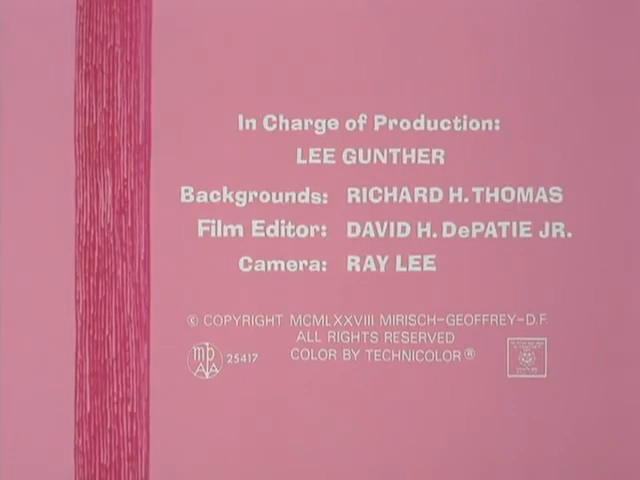 In Charge of Production:
LEE GUNTHER
Backgrounds: RICHARD H. THOMAS
Film Editor: DAVID H. DePATIE JR.
Camera: RAY LEE
© COPYRIGHT MCMLXXVIII MIRISCH-GEOFFREY-D.F.
ALL RIGHTS RESERVED
COLOR BY TECHNICOLOR®
MPAA 25417